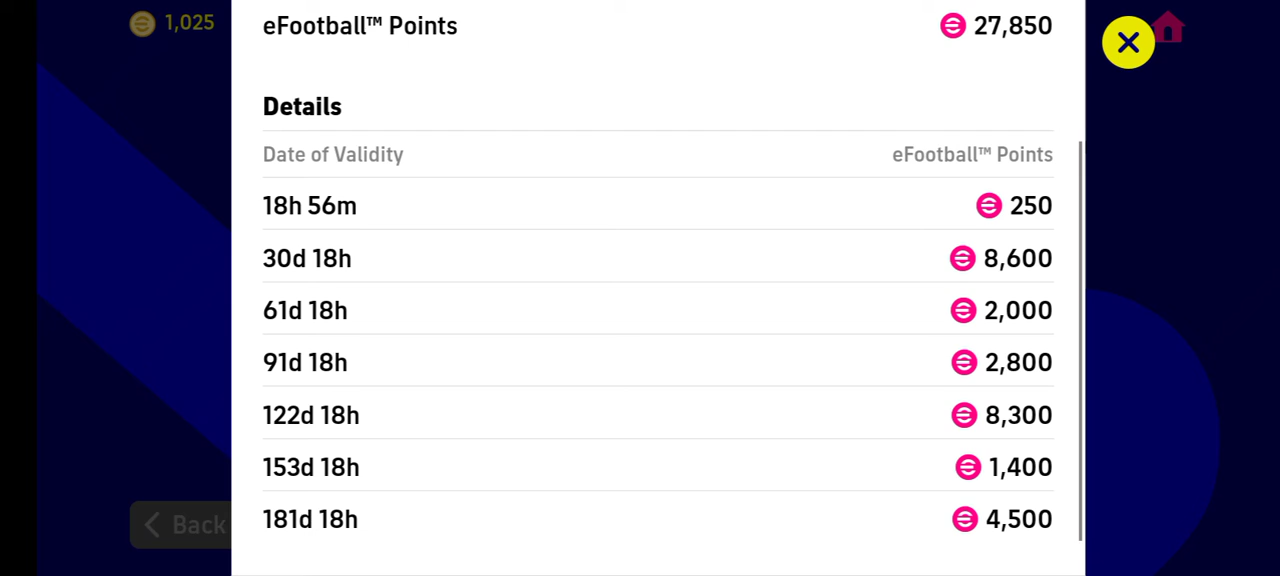 1,025
eFootball™ Points 27,850
Details
Date of Validity eFootball™ Points
18h 56m 250
30d 18h 8,600
61d 18h 2,000
91d 18h 2,800
122d 18h 8,300
153d 18h 1,400
181d 18h 4,500
Back